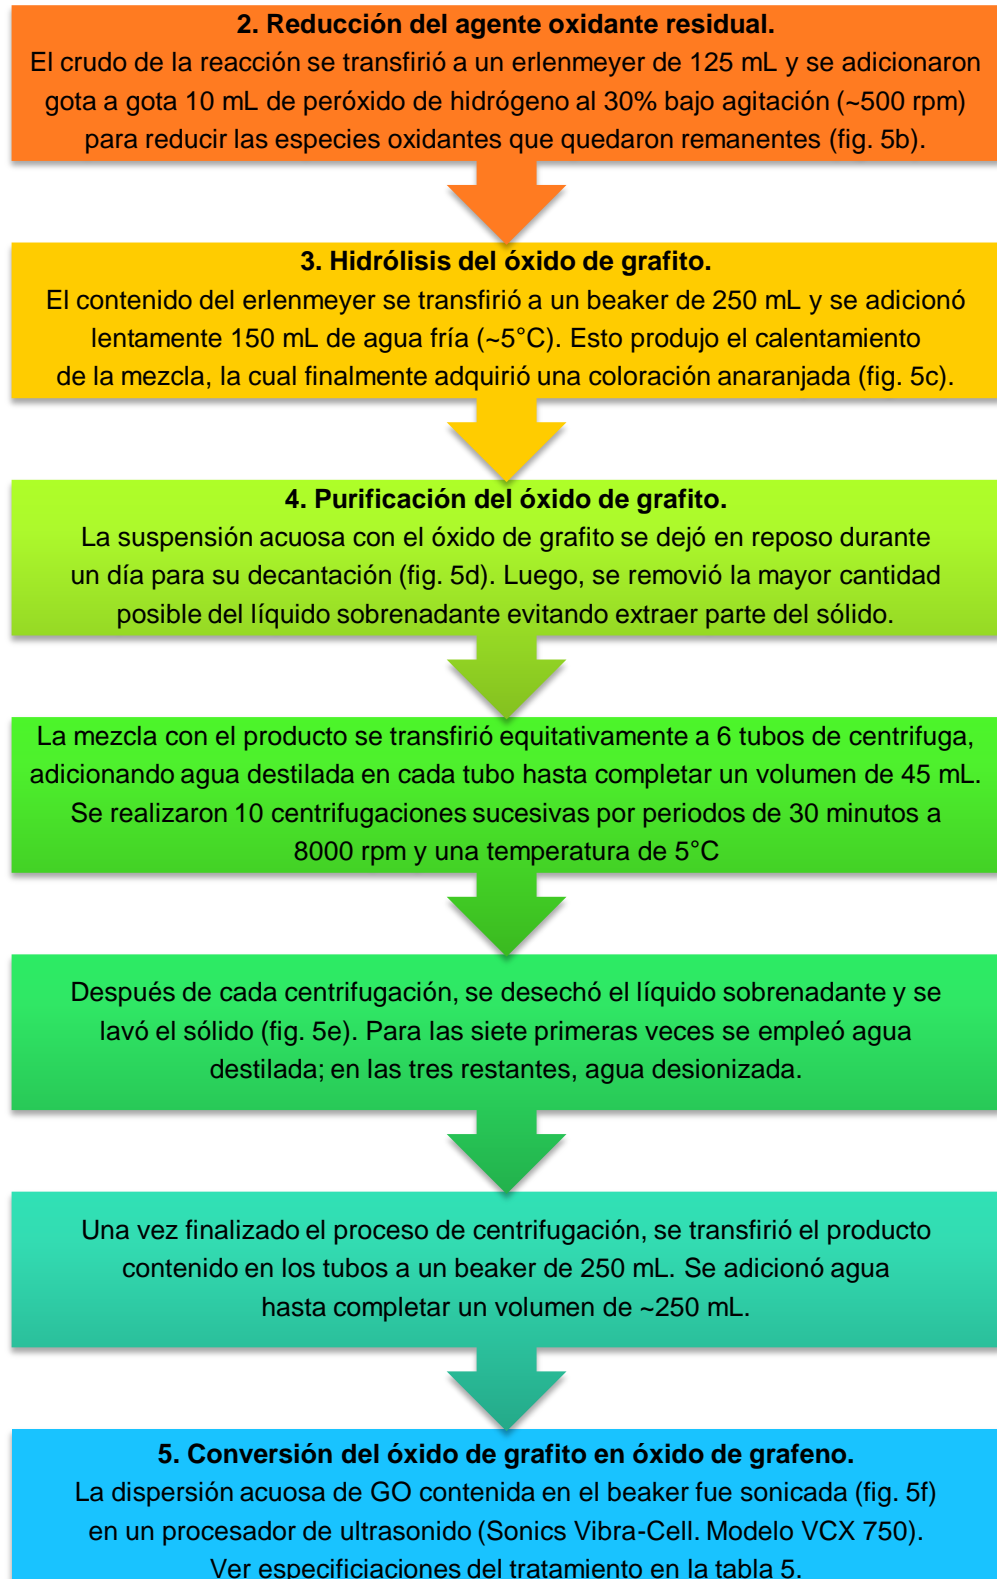 2. Reducción del agente oxidante residual.
El crudo de la reacción se transfirió a un erlenmeyer de 125 mL y se adicionaron
gota a gota 10 mL de peróxido de hidrógeno al 30% bajo agitación (~500 rpm)
para reducir las especies oxidantes que quedaron remanentes (fig. 5b).
3. Hidrólisis del óxido de grafito.
El contenido del erlenmeyer se transfirió a un beaker de 250 mL y se adicionó
lentamente 150 mL de agua fría (~5°C). Esto produjo el calentamiento
de la mezcla, la cual finalmente adquirió una coloración anaranjada (fig. 5c).
4. Purificación del óxido de grafito.
La suspensión acuosa con el óxido de grafito se dejó en reposo durante
un día para su decantación (fig. 5d). Luego, se removió la mayor cantidad
posible del líquido sobrenadante evitando extraer parte del sólido.
La mezcla con el producto se transfirió equitativamente a 6 tubos de centrifuga,
adicionando agua destilada en cada tubo hasta completar un volumen de 45 mL.
Se realizaron 10 centrifugaciones sucesivas por periodos de 30 minutos a
8000 rpm y una temperatura de 5°C
Después de cada centrifugación, se desechó el líquido sobrenadante y se
lavó el sólido (fig. 5e). Para las siete primeras veces se empleó agua
destilada; en las tres restantes, agua desionizada.
Una vez finalizado el proceso de centrifugación, se transfirió el producto
contenido en los tubos a un beaker de 250 mL. Se adicionó agua
hasta completar un volumen de ~250 mL.
5. Conversión del óxido de grafito en óxido de grafeno.
La dispersión acuosa de GO contenida en el beaker fue sonicada (fig. 5f)
en un procesador de ultrasonido (Sonics Vibra-Cell. Modelo VCX 750).
Ver especificiaciones del tratamiento en la tabla 5.